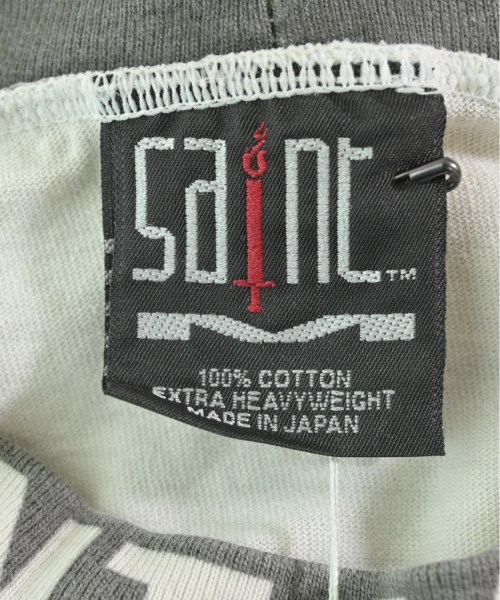 saint™
100% COTTON
EXTRA HEAVYWEIGHT
MADE IN JAPAN